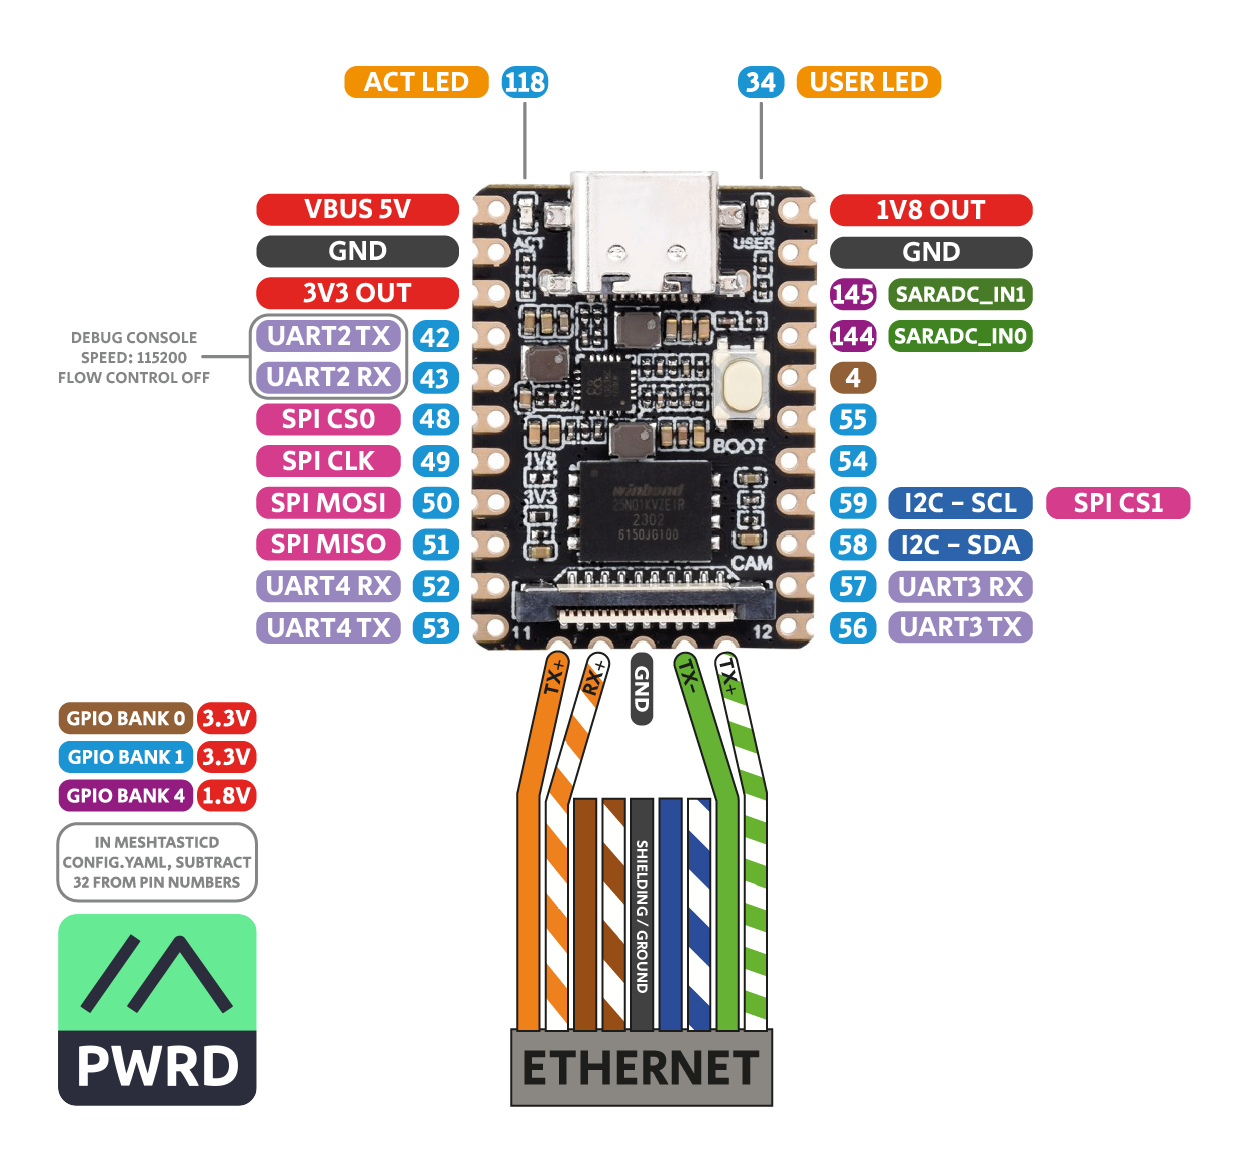 ACT LED 118
34 USER LED
VBUS 5V
GND
3V3 OUT
UART2 TX 42
UART2 RX 43
SPI CS0 48
SPI CLK 49
SPI MOSI 50
SPI MISO 51
UART4 RX 52
UART4 TX 53
DEBUG CONSOLE
SPEED: 115200
FLOW CONTROL OFF
1
ACT
USER
BOOT
1V8
3V3
winbond
25N01KVZEIR
2302
6150JG100
CAM
11
12
1V8 OUT
GND
145 SARADC_IN1
144 SARADC_IN0
4
55
54
59 I2C – SCL SPI CS1
58 I2C – SDA
57 UART3 RX
56 UART3 TX
TX+
RX+
GND
TX-
TX+
SHIELDING / GROUND
ETHERNET
GPIO BANK 0 3.3V
GPIO BANK 1 3.3V
GPIO BANK 4 1.8V
IN MESHTASTICD
CONFIG.YAML, SUBTRACT
32 FROM PIN NUMBERS
PWRD